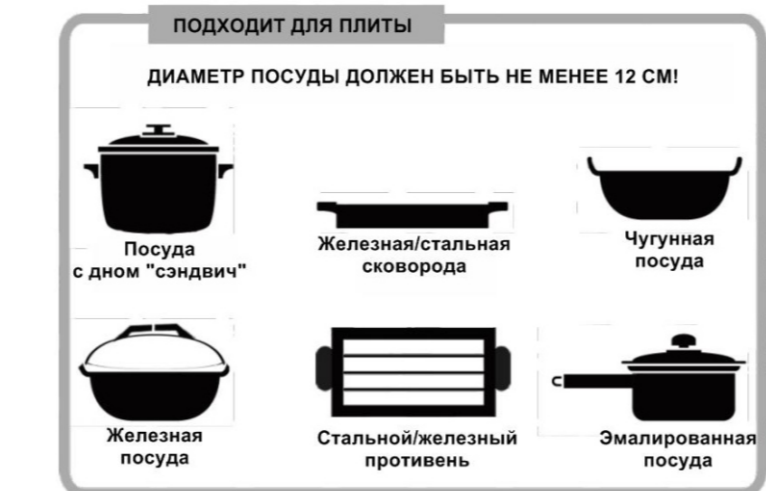 ПОДХОДИТ ДЛЯ ПЛИТЫ
ДИАМЕТР ПОСУДЫ ДОЛЖЕН БЫТЬ НЕ МЕНЕЕ 12 СМ!
Посуда
с дном "сэндвич"
Железная/стальная
сковорода
Чугунная
посуда
Железная
посуда
Стальной/железный
противень
Эмалированная
посуда